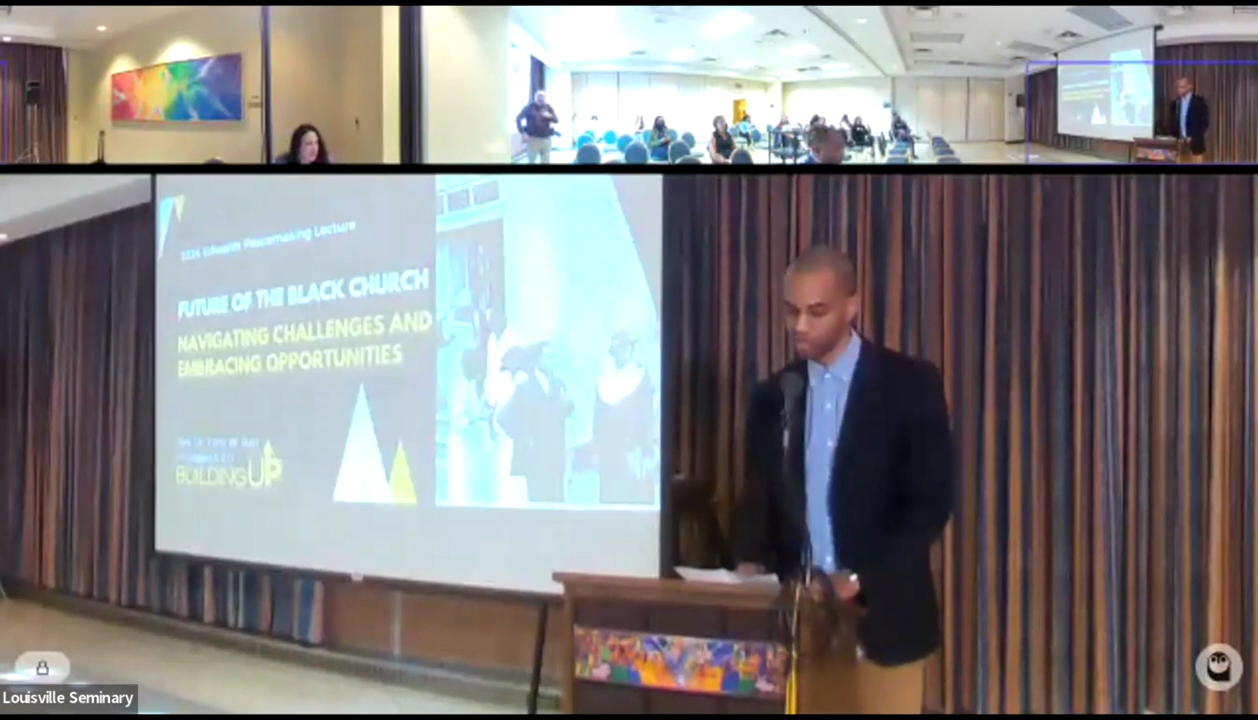 2024 Edwards Peacemaking Lecture
FUTURE OF THE BLACK CHURCH
NAVIGATING CHALLENGES AND
EMBRACING OPPORTUNITIES
BUILDING UP
Louisville Seminary